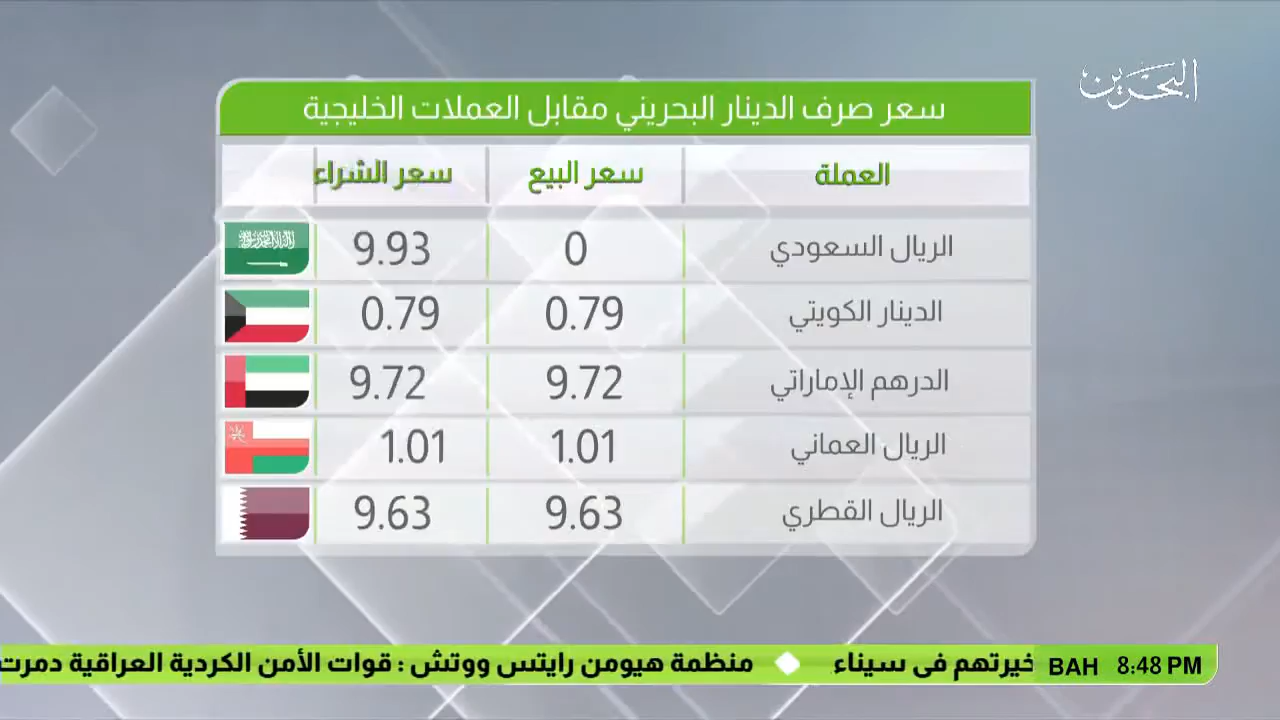 البحرين
سعر صرف الدينار البحريني مقابل العملات الخليجية
العملة سعر البيع سعر الشراء
الريال السعودي 0 9.93
الدينار الكويتي 0.79 0.79
الدرهم الإماراتي 9.72 9.72
الريال العماني 1.01 1.01
الريال القطري 9.63 9.63
BAH 8:48 PM
خيرتهم فى سيناء منظمة هيومن رايتس ووتش : قوات الأمن الكردية العراقية دمرت